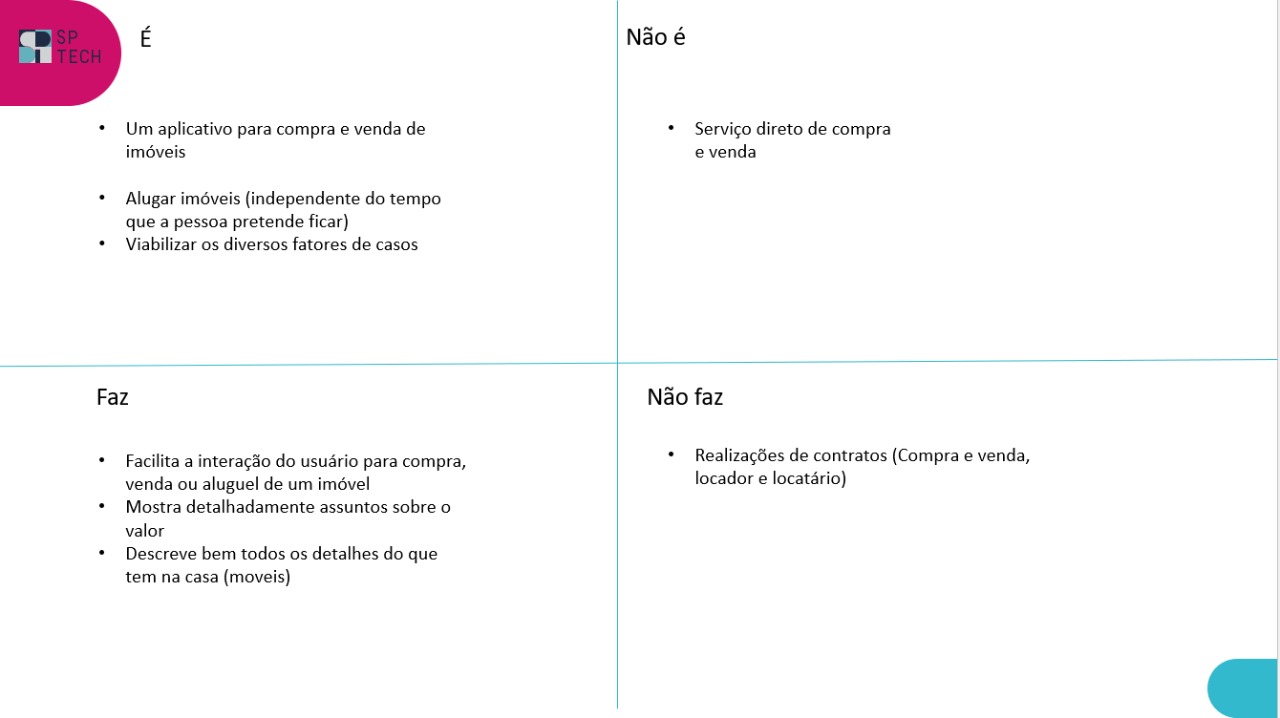 SP
TECH
É
Um aplicativo para compra e venda de
imóveis
Alugar imóveis (independente do tempo
que a pessoa pretende ficar)
Viabilizar os diversos fatores de casos
Não é
Serviço direto de compra
e venda
Faz
Facilita a interação do usuário para compra,
venda ou aluguel de um imóvel
Mostra detalhadamente assuntos sobre o
valor
Descreve bem todos os detalhes do que
tem na casa (moveis)
Não faz
Realizações de contratos (Compra e venda,
locador e locatário)